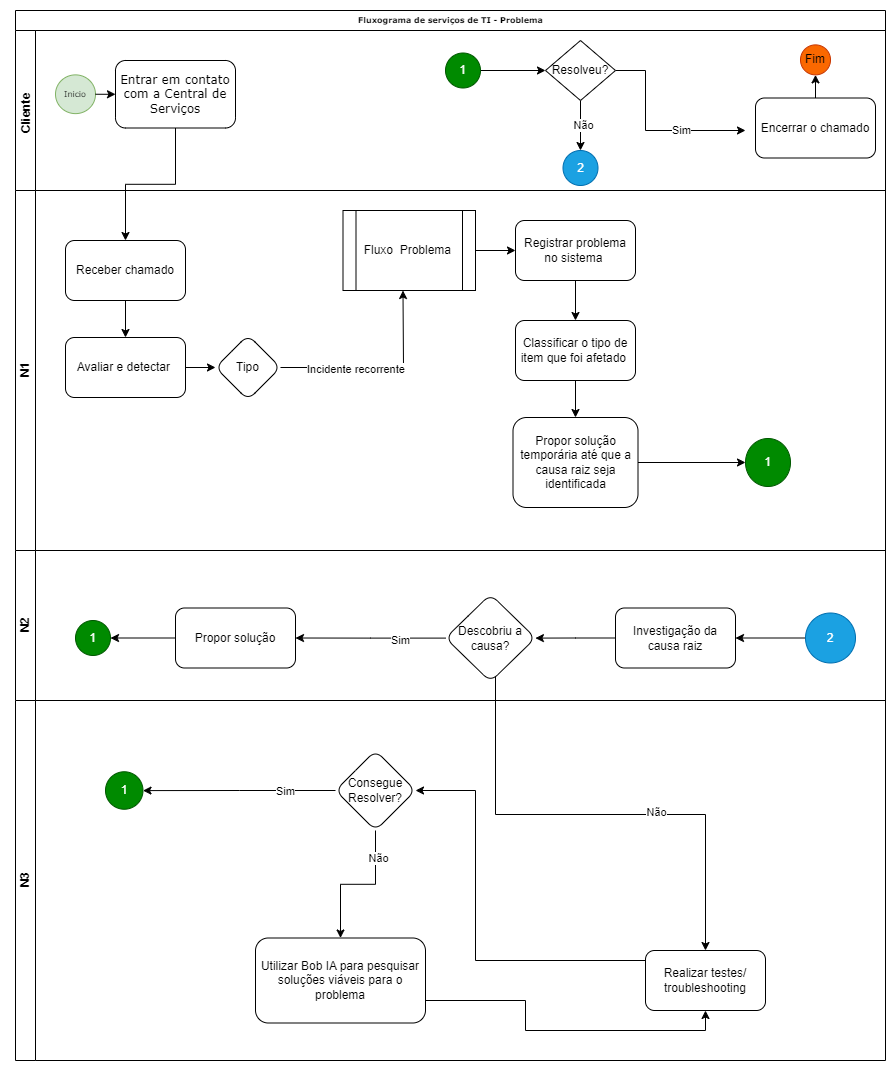 Fluxograma de serviços de TI - Problema
Cliente
Inicio
Entrar em contato
com a Central de
Serviços
1
Resolveu?
Não
2
Sim
Fim
Encerrar o chamado
N1
Receber chamado
Avaliar e detectar
Tipo
Incidente recorrente
Fluxo Problema
Registrar problema
no sistema
Classificar o tipo de
item que foi afetado
Propor solução
temporária até que a
causa raiz seja
identificada
1
N2
1
Propor solução
Sim
Descobriu a
causa?
Investigação da
causa raiz
2
N3
1
Sim
Consegue
Resolver?
Não
Não
Utilizar Bob IA para pesquisar
soluções viáveis para o
problema
Realizar testes/
troubleshooting